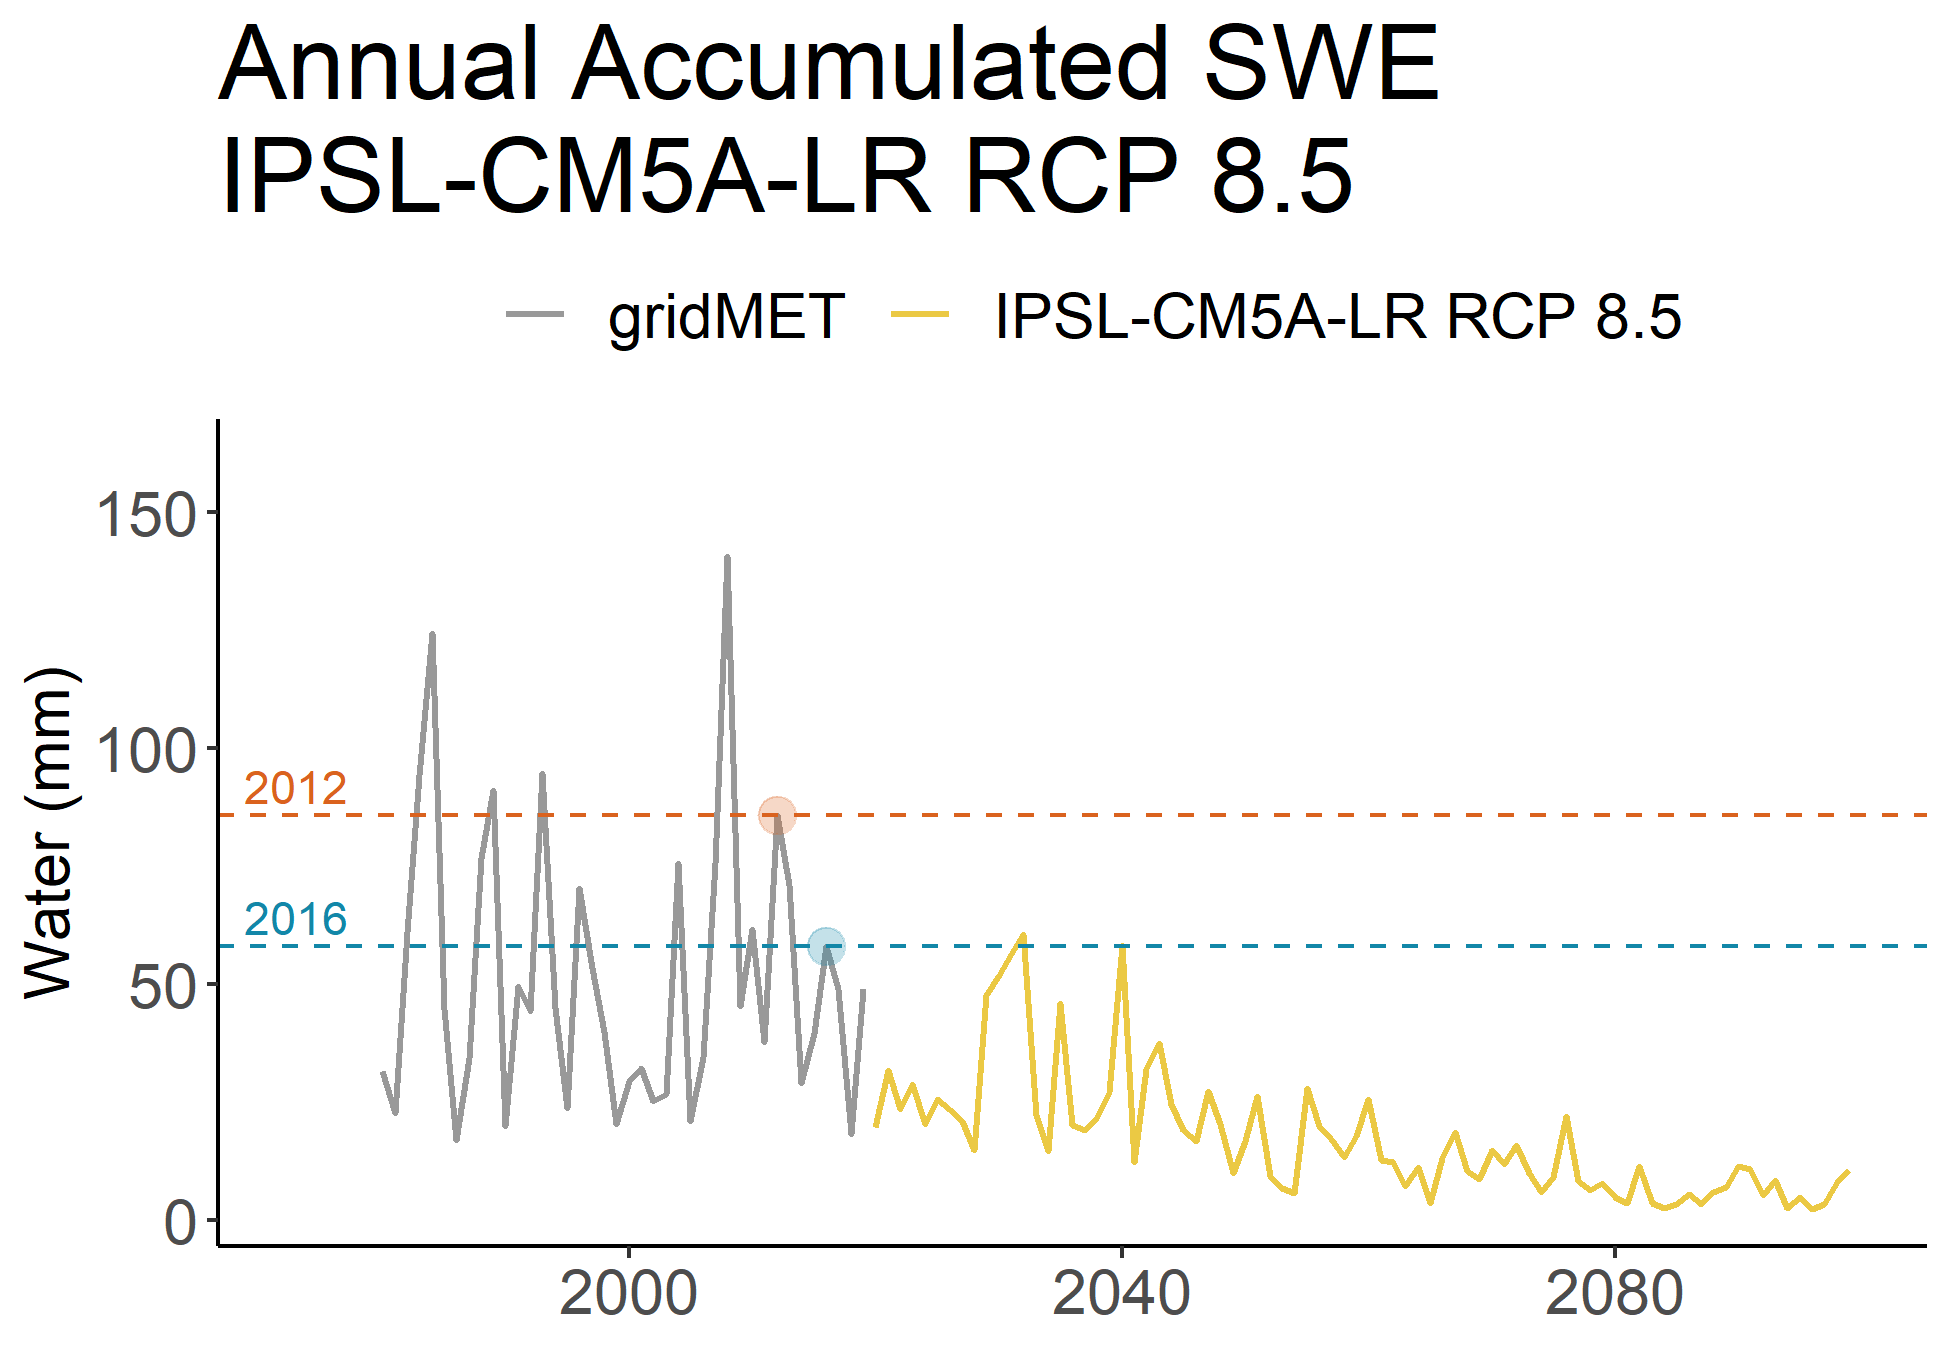 Annual Accumulated SWE
IPSL-CM5A-LR RCP 8.5
gridMET IPSL-CM5A-LR RCP 8.5
Water (mm)
150
100
50
0
2012
2016
2000 2040 2080